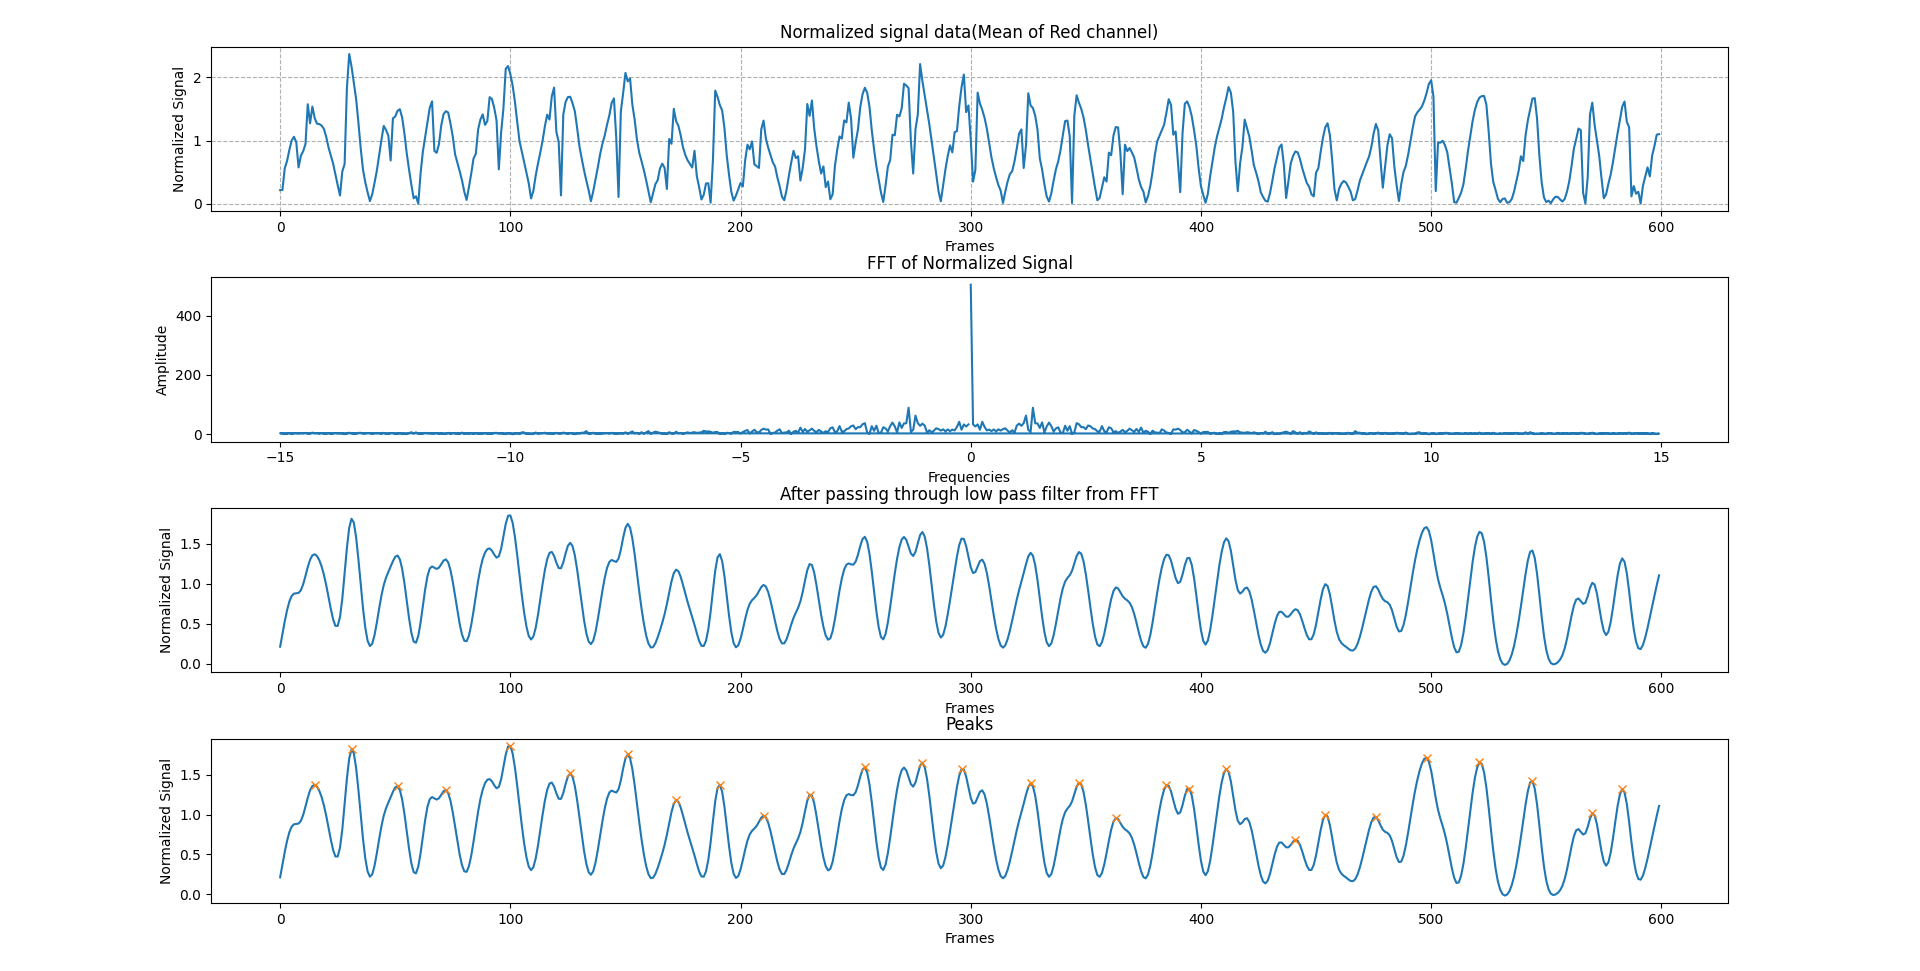 Normalized signal data(Mean of Red channel)
Normalized Signal
2
1
0
0 100 200 300 400 500 600
Frames
FFT of Normalized Signal
Amplitude
400
200
0
−15 −10 −5 0 5 10 15
Frequencies
After passing through low pass filter from FFT
Normalized Signal
1.5
1.0
0.5
0.0
0 100 200 300 400 500 600
Frames
Peaks
Normalized Signal
1.5
1.0
0.5
0.0
0 100 200 300 400 500 600
Frames